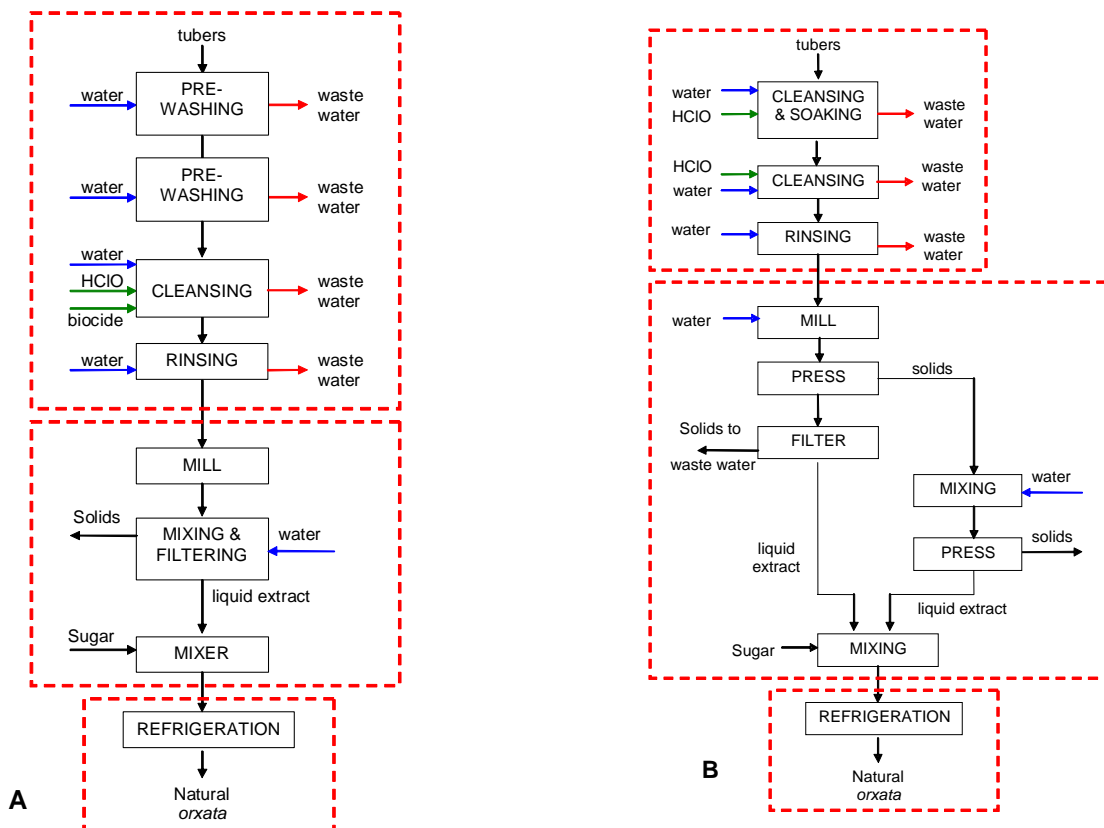 tubers
PRE-
WASHING
water
waste
water
PRE-
WASHING
water
waste
water
water
HClO
biocide
CLEANSING
waste
water
water
RINSING
waste
water
MILL
Solids
MIXING &
FILTERING
water
liquid extract
Sugar
MIXER
REFRIGERATION
Natural
orxata
A
tubers
water
HClO
CLEANSING
& SOAKING
waste
water
HClO
water
CLEANSING
waste
water
water
RINSING
waste
water
water
MILL
PRESS
solids
Solids to
waste water
FILTER
MIXING
water
PRESS
solids
liquid
extract
liquid extract
Sugar
MIXING
REFRIGERATION
Natural
orxata
B